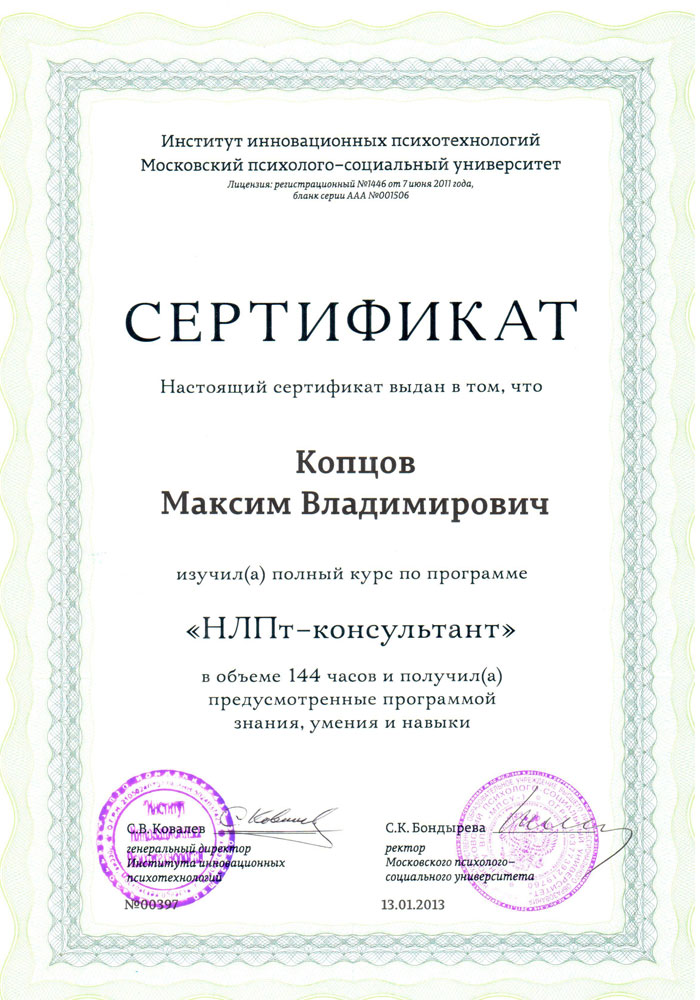 Институт инновационных психотехнологий
Московский психолого-социальный университет
Лицензия: регистрационный №1446 от 7 июня 2011 года,
бланк серии ААА №001506
СЕРТИФИКАТ
Настоящий сертификат выдан в том, что
Копцов
Максим Владимирович
изучил(а) полный курс по программе
«НЛПт-консультант»
в объеме 144 часов и получил(а)
предусмотренные программой
знания, умения и навыки
С.В. Ковалев
генеральный директор
Института инновационных
психотехнологий
№00397
С.К. Бондырева
ректор
Московского психолого-
социального университета
13.01.2013
Институт